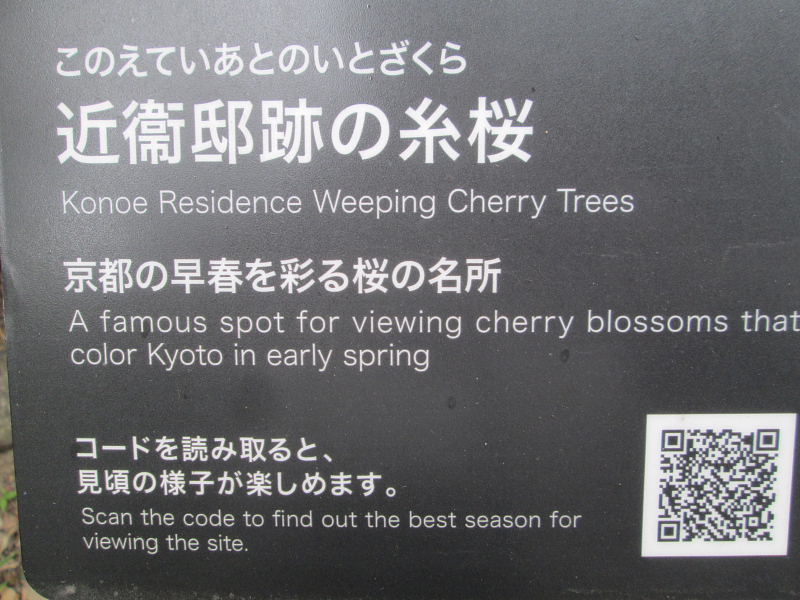 このえていあとのいとざくら
近衞邸跡の糸桜
Konoe Residence Weeping Cherry Trees
京都の早春を彩る桜の名所
A famous spot for viewing cherry blossoms that
color Kyoto in early spring
コードを読み取ると、
見頃の様子が楽しめます。
Scan the code to find out the best season for
viewing the site.